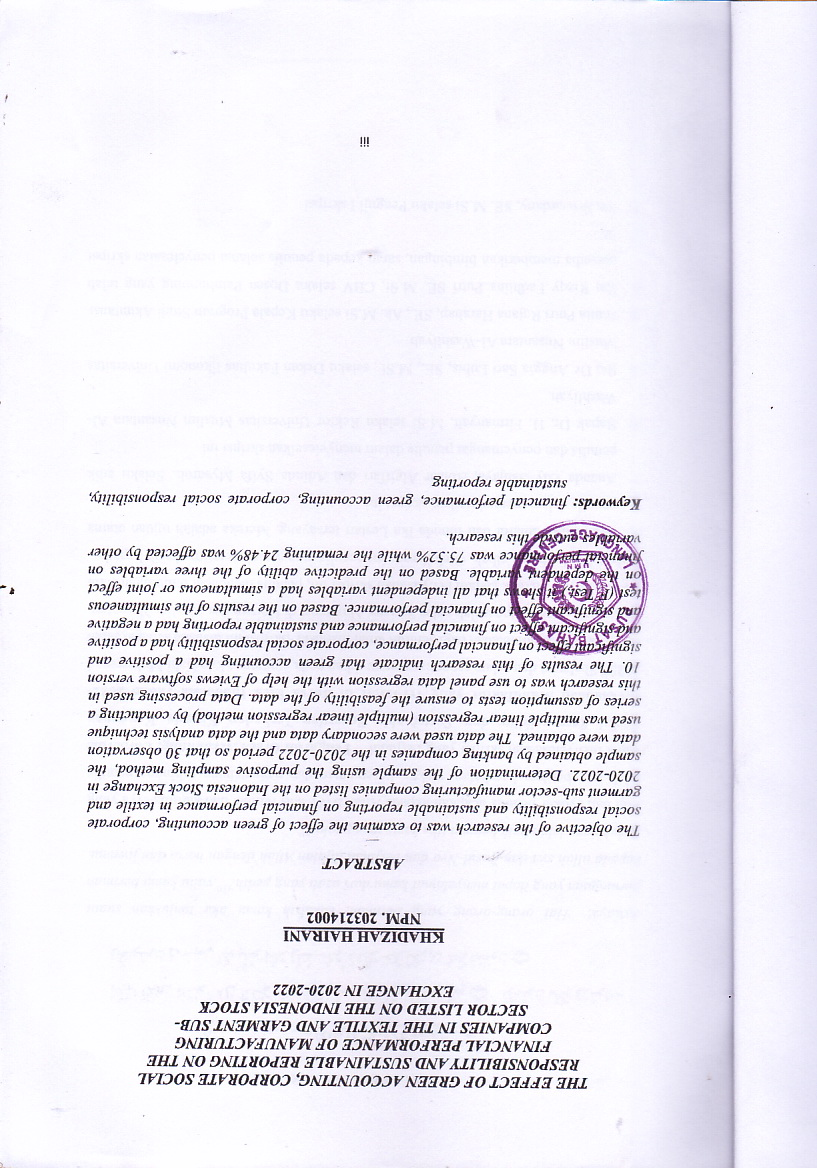 THE EFFECT OF GREEN ACCOUNTING, CORPORATE SOCIAL
RESPONSIBILITY AND SUSTAINABLE REPORTING ON THE
FINANCIAL PERFORMANCE OF MANUFACTURING
COMPANIES IN THE TEXTILE AND GARMENT SUB-
SECTOR LISTED ON THE INDONESIA STOCK
EXCHANGE IN 2020-2022
KHADIZAH HAIRANI
NPM. 203214002
ABSTRACT
The objective of the research was to examine the effect of green accounting, corporate
social responsibility and sustainable reporting on financial performance in textile and
garment sub-sector manufacturing companies listed on the Indonesia Stock Exchange in
2020-2022. Determination of the sample using the purposive sampling method, the
sample obtained by banking companies in the 2020-2022 period so that 30 observation
data were obtained. The data used were secondary data and the data analysis technique
used was multiple linear regression (multiple linear regression method) by conducting a
series of assumption tests to ensure the feasibility of the data. Data processing used in
this research was to use panel data regression with the help of Eviews software version
10. The results of this research indicate that green accounting had a positive and
significant effect on financial performance, corporate social responsibility had a positive
and significant effect on financial performance and sustainable reporting had a negative
and significant effect on financial performance. Based on the results of the simultaneous
test (F Test), it shows that all independent variables had a simultaneous or joint effect
on the dependent variable. Based on the predictive ability of the three variables on
financial performance was 75.52% while the remaining 24.48% was affected by other
variables outside this research.
Keywords: financial performance, green accounting, corporate social responsibility,
sustainable reporting
PUSAT BAHASA
LANGUAGE CENTRE
UMN
iii